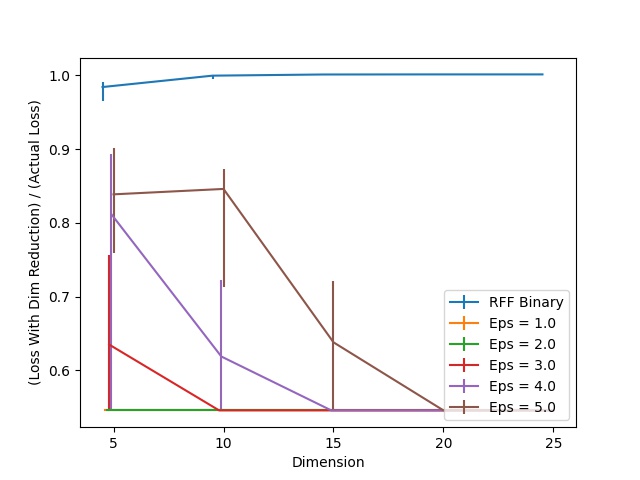 1.0
0.9
0.8
0.7
0.6
(Loss With Dim Reduction) / (Actual Loss)
RFF Binary
Eps = 1.0
Eps = 2.0
Eps = 3.0
Eps = 4.0
Eps = 5.0
5
10
15
20
25
Dimension